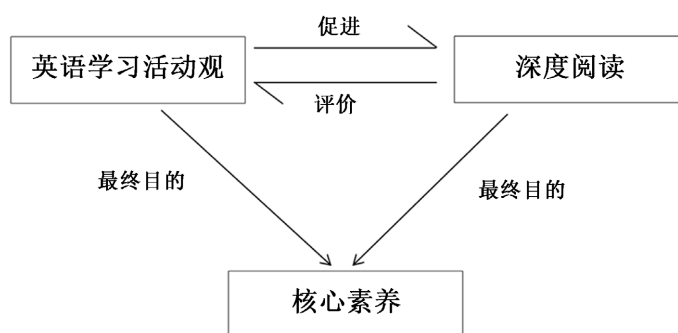 促进
英语学习活动观
深度阅读
评价
最终目的
最终目的
核心素养